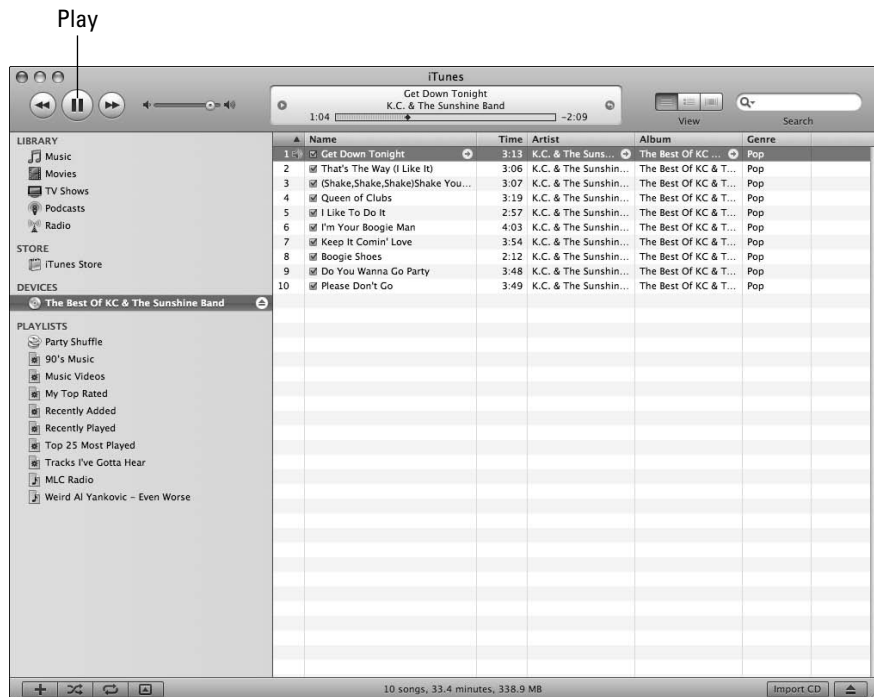 Play
iTunes
Get Down Tonight
K.C. & The Sunshine Band
1:04 -2:09
View Search
LIBRARY
Music
Movies
TV Shows
Podcasts
Radio
STORE
iTunes Store
DEVICES
The Best Of KC & The Sunshine Band
PLAYLISTS
Party Shuffle
90's Music
Music Videos
My Top Rated
Recently Added
Recently Played
Top 25 Most Played
Tracks I've Gotta Hear
MLC Radio
Weird Al Yankovic – Even Worse
Name Time Artist Album Genre
1 Get Down Tonight 3:13 K.C. & The Suns... The Best Of KC ... Pop
2 That's The Way (I Like It) 3:06 K.C. & The Sunshin... The Best Of KC & T... Pop
3 (Shake,Shake,Shake)Shake You... 3:07 K.C. & The Sunshin... The Best Of KC & T... Pop
4 Queen of Clubs 3:19 K.C. & The Sunshin... The Best Of KC & T... Pop
5 I Like To Do It 2:57 K.C. & The Sunshin... The Best Of KC & T... Pop
6 I'm Your Boogie Man 4:03 K.C. & The Sunshin... The Best Of KC & T... Pop
7 Keep It Comin' Love 3:54 K.C. & The Sunshin... The Best Of KC & T... Pop
8 Boogie Shoes 2:12 K.C. & The Sunshin... The Best Of KC & T... Pop
9 Do You Wanna Go Party 3:48 K.C. & The Sunshin... The Best Of KC & T... Pop
10 Please Don't Go 3:49 K.C. & The Sunshin... The Best Of KC & T... Pop
10 songs, 33.4 minutes, 338.9 MB
Import CD